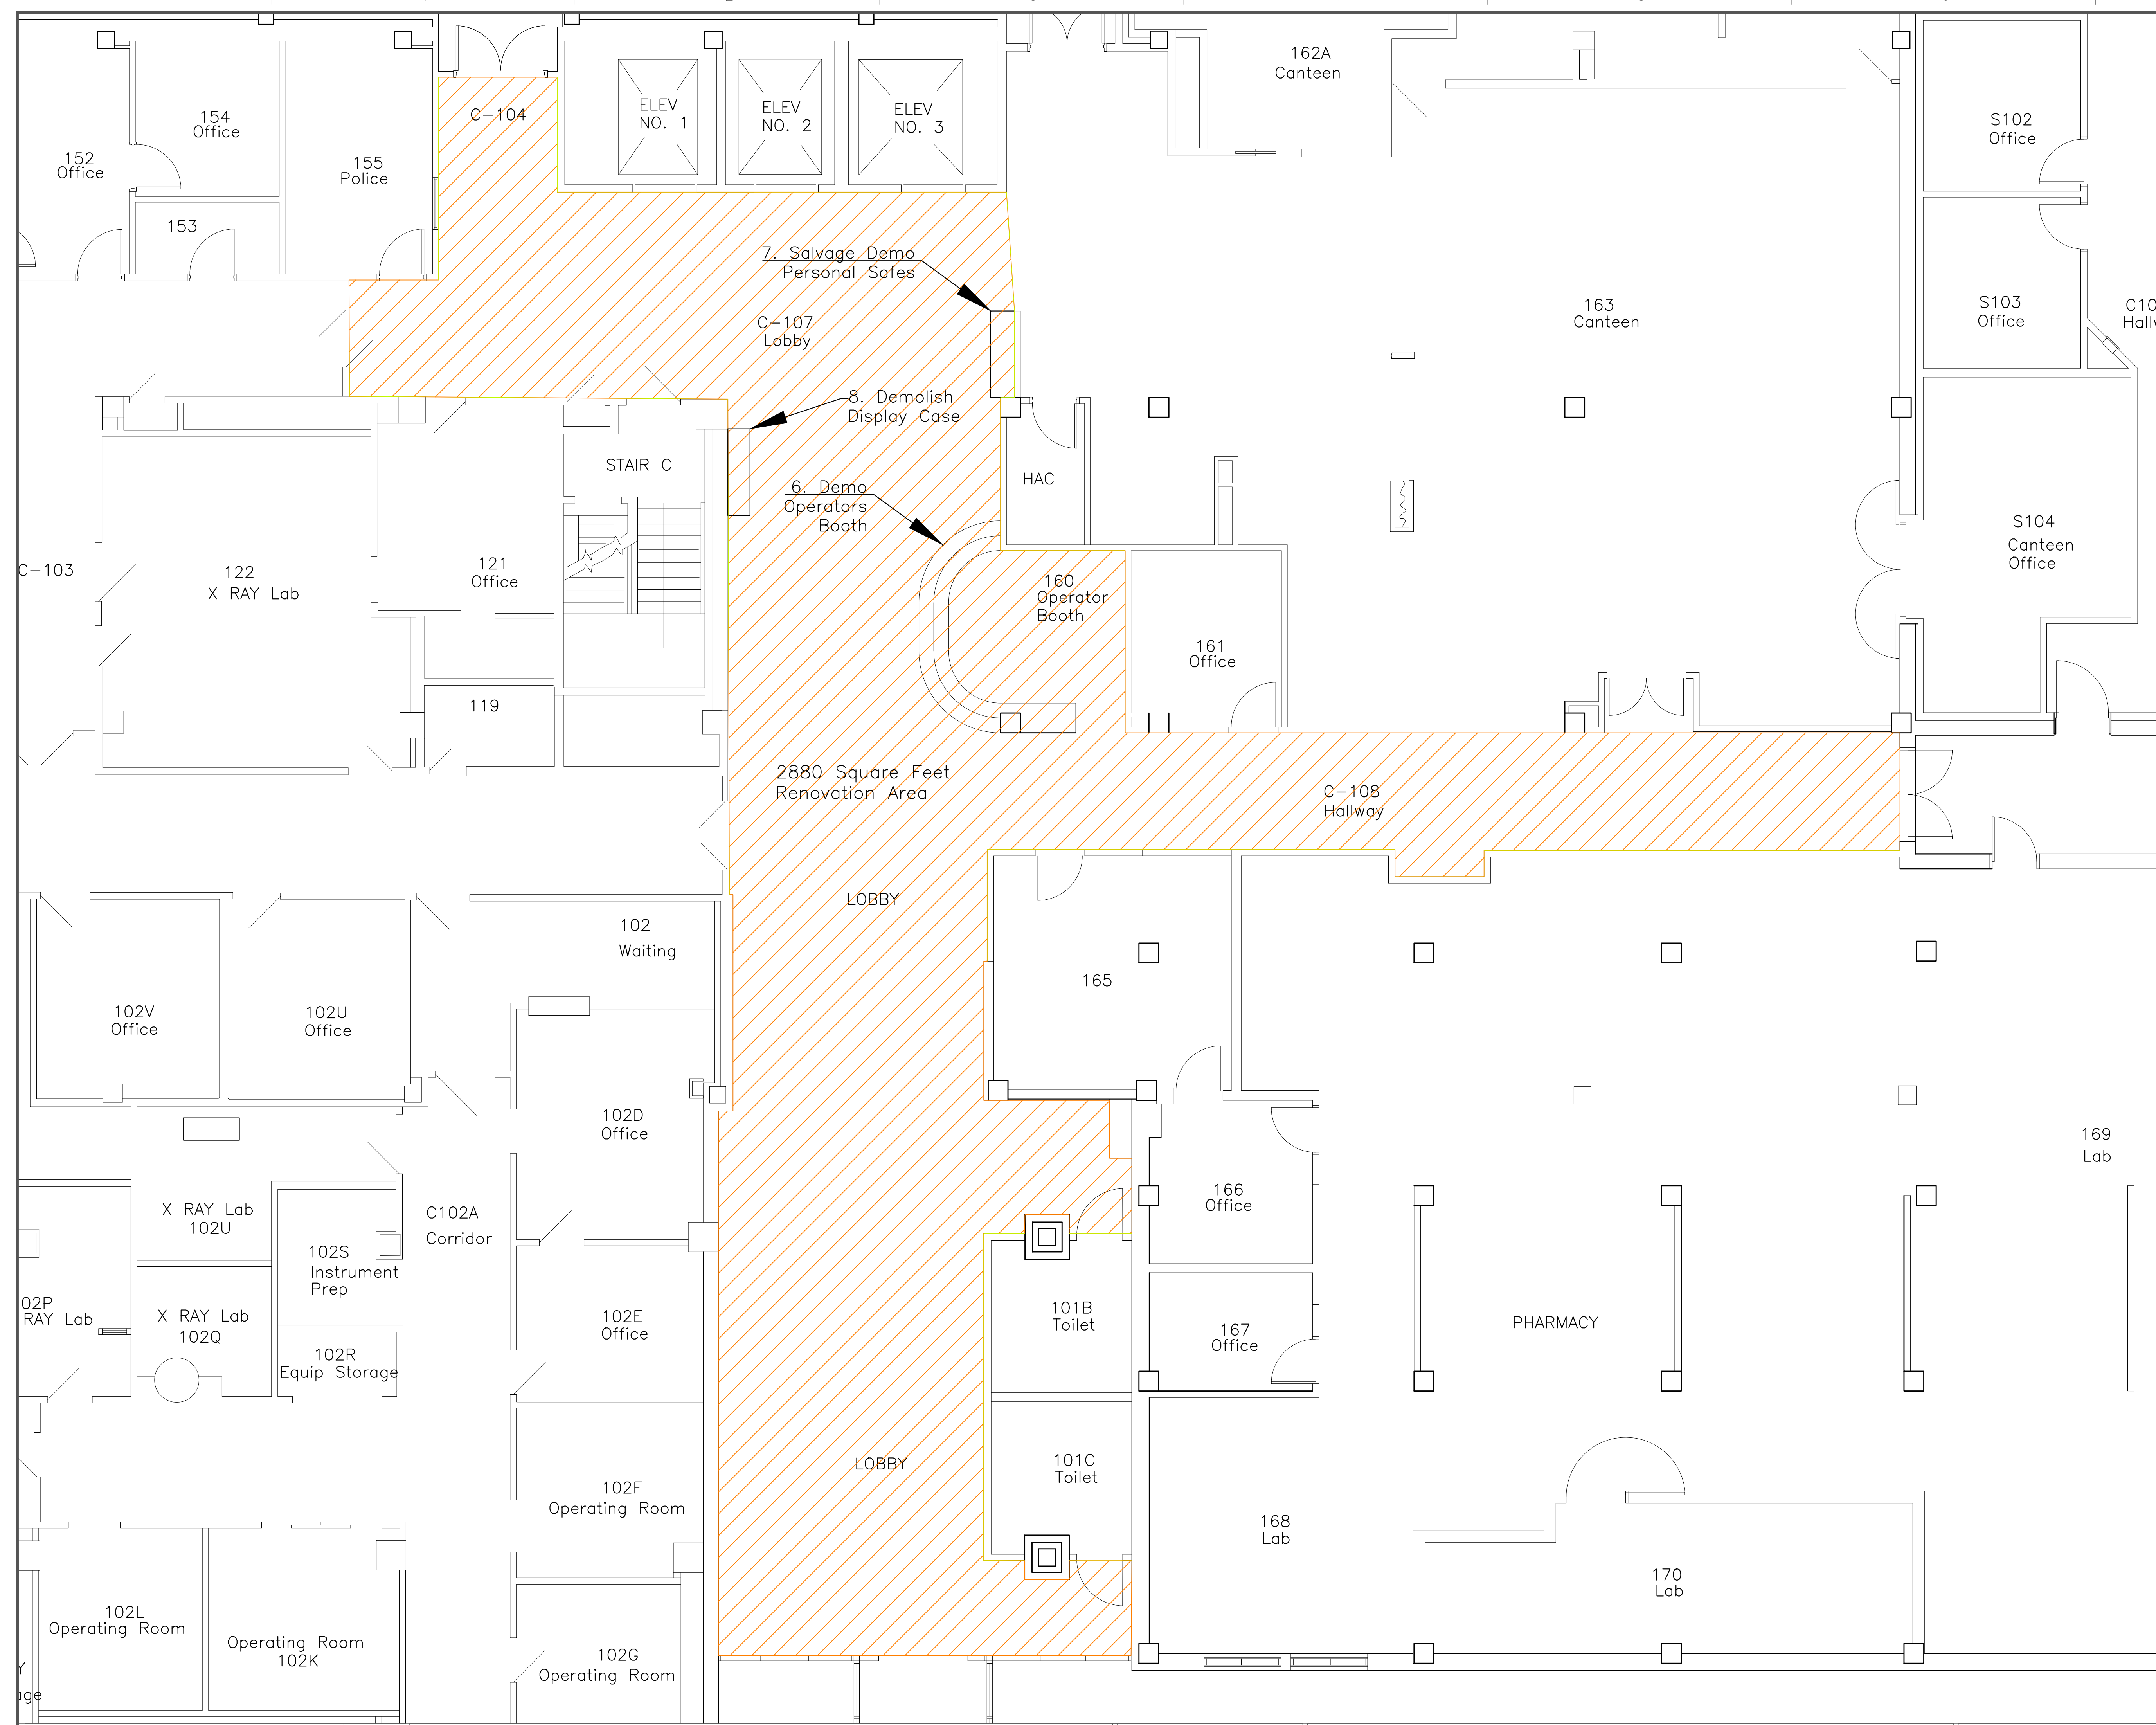 162A
Canteen
C-104
ELEV
NO. 1
ELEV
NO. 2
ELEV
NO. 3
154
Office
152
Office
155
Police
S102
Office
153
7. Salvage Demo
Personal Safes
C-107
Lobby
163
Canteen
S103
Office
8. Demolish
Display Case
STAIR C
HAC
6. Demo
Operators
Booth
S104
Canteen
Office
C-103
122
X RAY Lab
121
Office
160
Operator
Booth
161
Office
119
2880 Square Feet
Renovation Area
C-108
Hallway
LOBBY
102
Waiting
165
102V
Office
102U
Office
102D
Office
169
Lab
X RAY Lab
102U
C102A
Corridor
166
Office
102S
Instrument
Prep
02P
RAY Lab
X RAY Lab
102Q
102E
Office
101B
Toilet
167
Office
PHARMACY
102R
Equip Storage
LOBBY
101C
Toilet
102F
Operating Room
168
Lab
170
Lab
102L
Operating Room
Operating Room
102K
102G
Operating Room